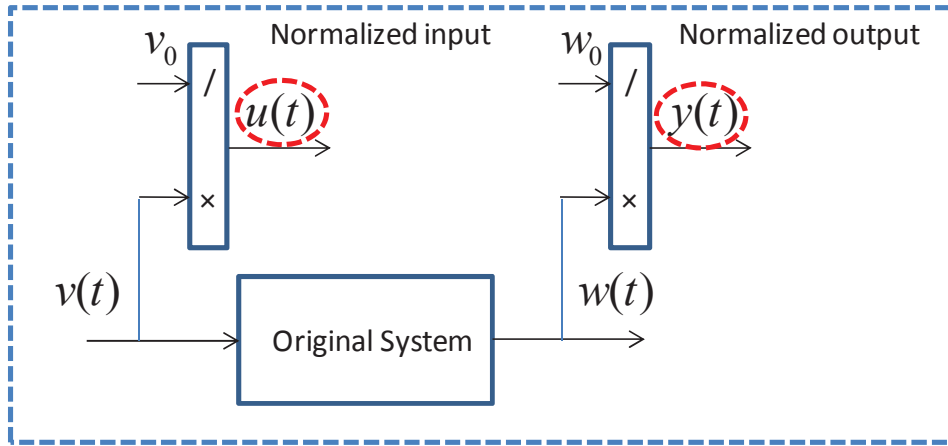 Normalized input
Normalized output
v₀
w₀
/
/
u(t)
y(t)
×
×
v(t)
w(t)
Original System